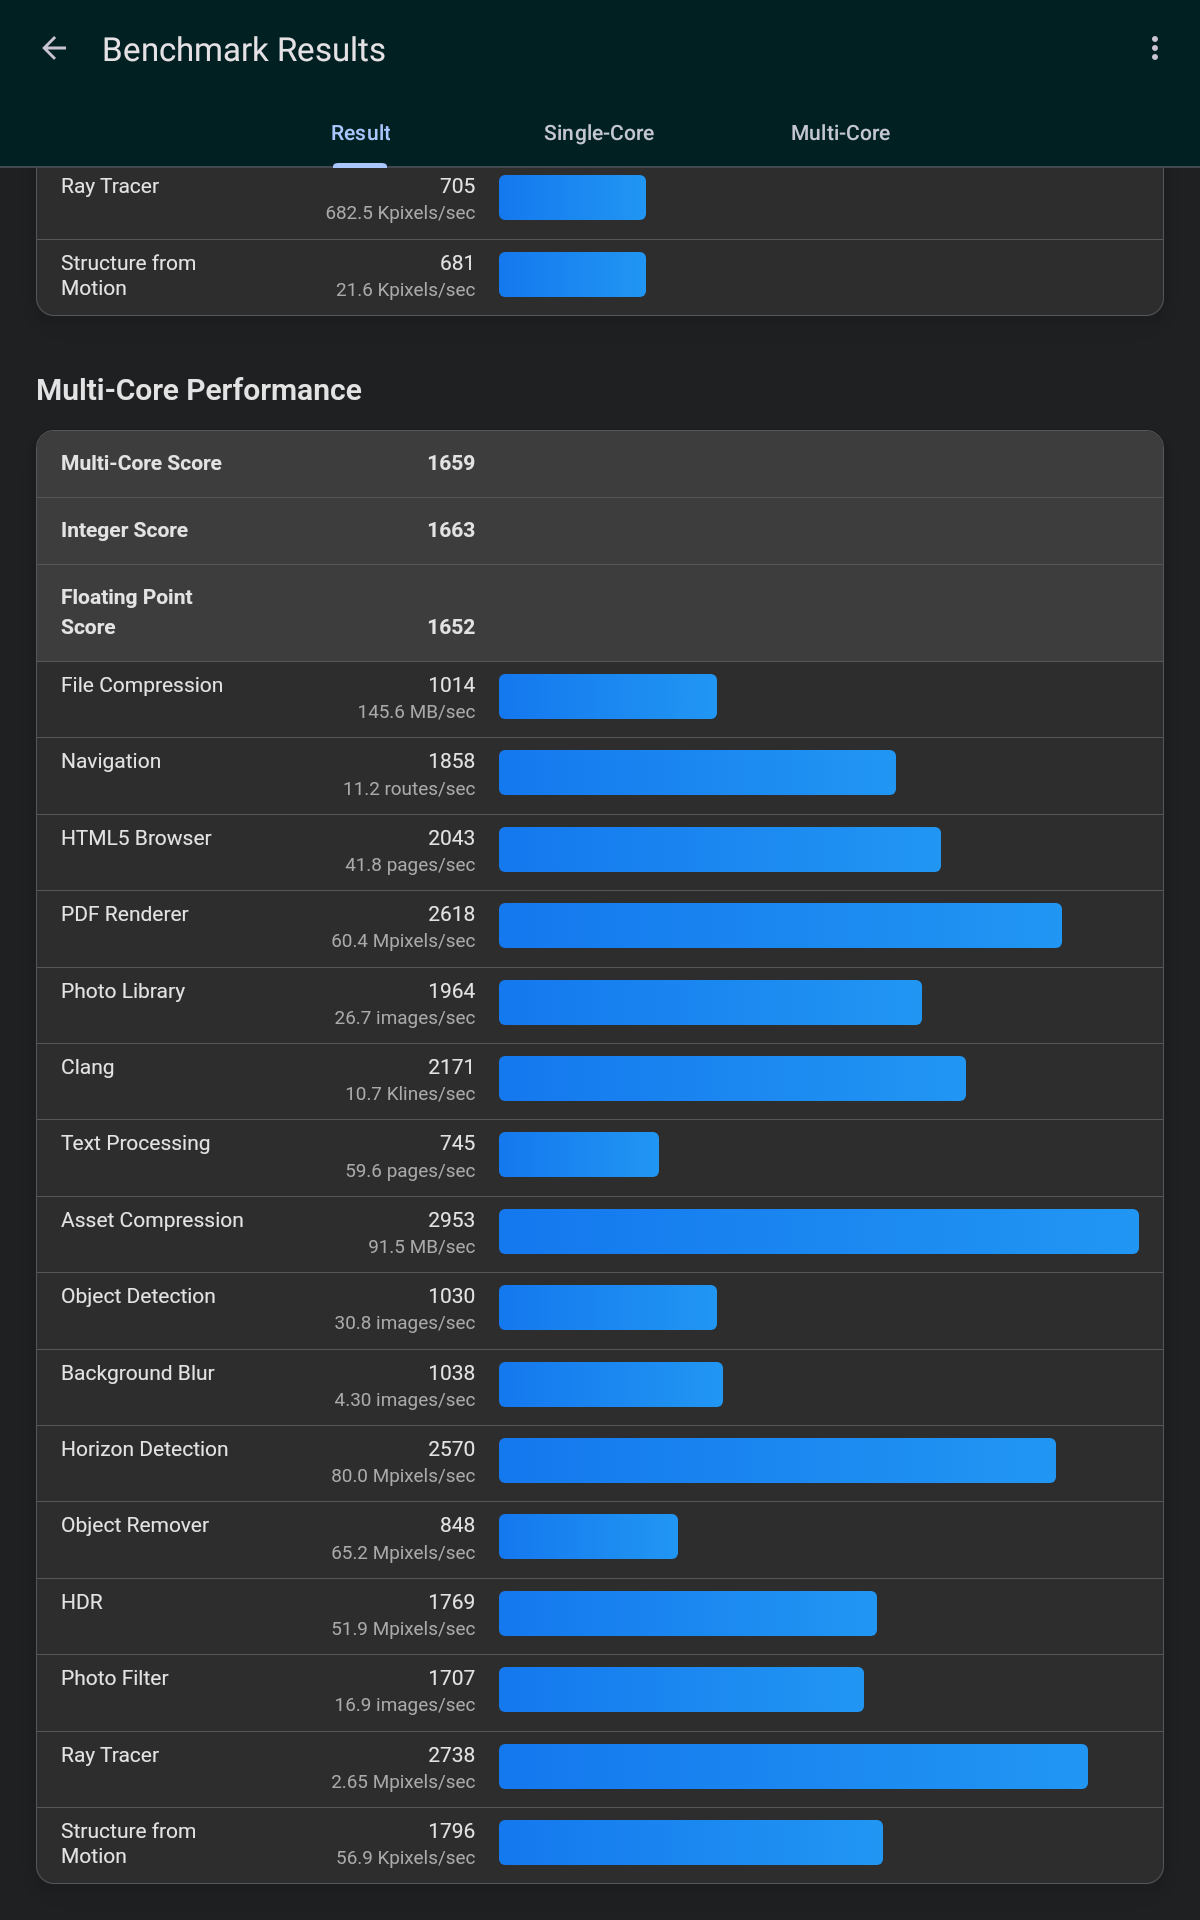 Benchmark Results
Result Single-Core Multi-Core
Ray Tracer 705
682.5 Kpixels/sec
Structure from 681
Motion 21.6 Kpixels/sec
Multi-Core Performance
Multi-Core Score 1659
Integer Score 1663
Floating Point
Score 1652
File Compression 1014
145.6 MB/sec
Navigation 1858
11.2 routes/sec
HTML5 Browser 2043
41.8 pages/sec
PDF Renderer 2618
60.4 Mpixels/sec
Photo Library 1964
26.7 images/sec
Clang 2171
10.7 Klines/sec
Text Processing 745
59.6 pages/sec
Asset Compression 2953
91.5 MB/sec
Object Detection 1030
30.8 images/sec
Background Blur 1038
4.30 images/sec
Horizon Detection 2570
80.0 Mpixels/sec
Object Remover 848
65.2 Mpixels/sec
HDR 1769
51.9 Mpixels/sec
Photo Filter 1707
16.9 images/sec
Ray Tracer 2738
2.65 Mpixels/sec
Structure from 1796
Motion 56.9 Kpixels/sec